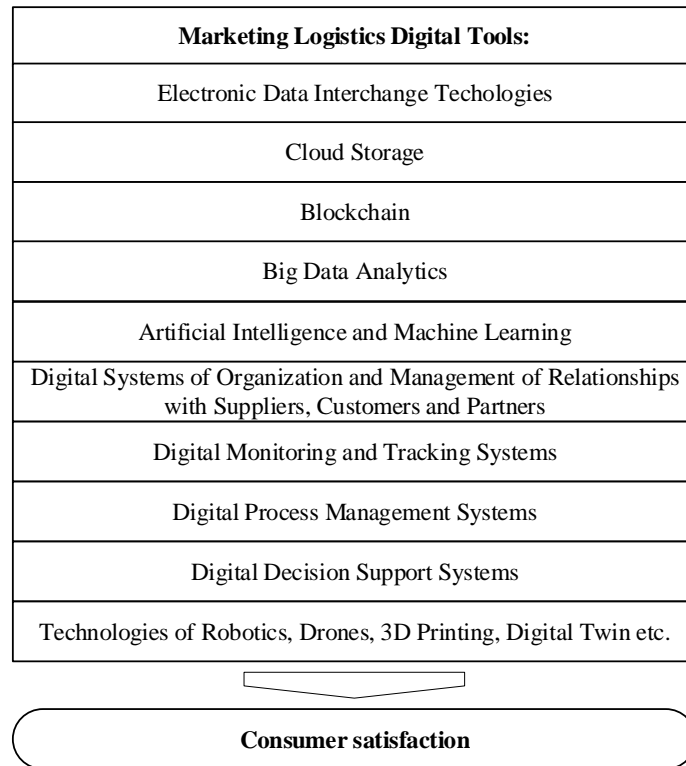 Marketing Logistics Digital Tools:
Electronic Data Interchange Techologies
Cloud Storage
Blockchain
Big Data Analytics
Artificial Intelligence and Machine Learning
Digital Systems of Organization and Management of Relationships
with Suppliers, Customers and Partners
Digital Monitoring and Tracking Systems
Digital Process Management Systems
Digital Decision Support Systems
Technologies of Robotics, Drones, 3D Printing, Digital Twin etc.
Consumer satisfaction